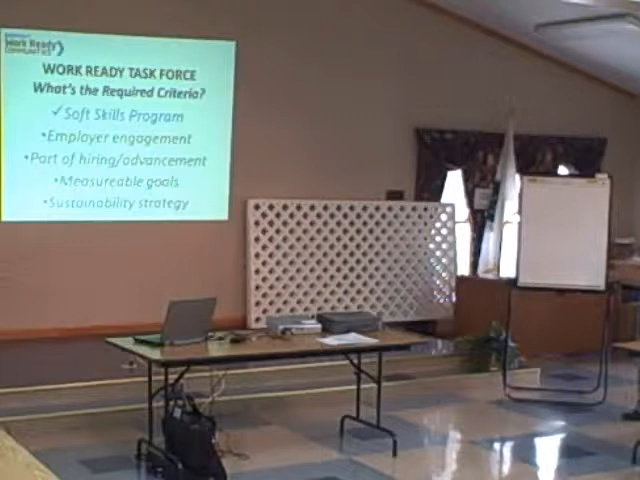 Work Ready
COMMUNITIES
WORK READY TASK FORCE
What's the Required Criteria?
✓Soft Skills Program
•Employer engagement
•Part of hiring/advancement
•Measureable goals
•Sustainability strategy